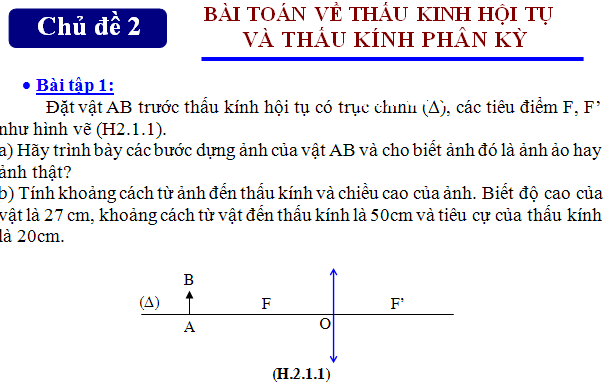 Chủ đề 2
BÀI TOÁN VỀ THẤU KINH HỘI TỤ
VÀ THẤU KÍNH PHÂN KỲ
• Bài tập 1:
Đặt vật AB trước thấu kính hội tụ có trục chính (Δ), các tiêu điểm F, F’
như hình vẽ (H2.1.1).
a) Hãy trình bày các bước dựng ảnh của vật AB và cho biết ảnh đó là ảnh ảo hay
ảnh thật?
b) Tính khoảng cách từ ảnh đến thấu kính và chiều cao của ảnh. Biết độ cao của
vật là 27 cm, khoảng cách từ vật đến thấu kính là 50cm và tiêu cự của thấu kính
là 20cm.
B
(Δ) F F’
A O
(H.2.1.1)